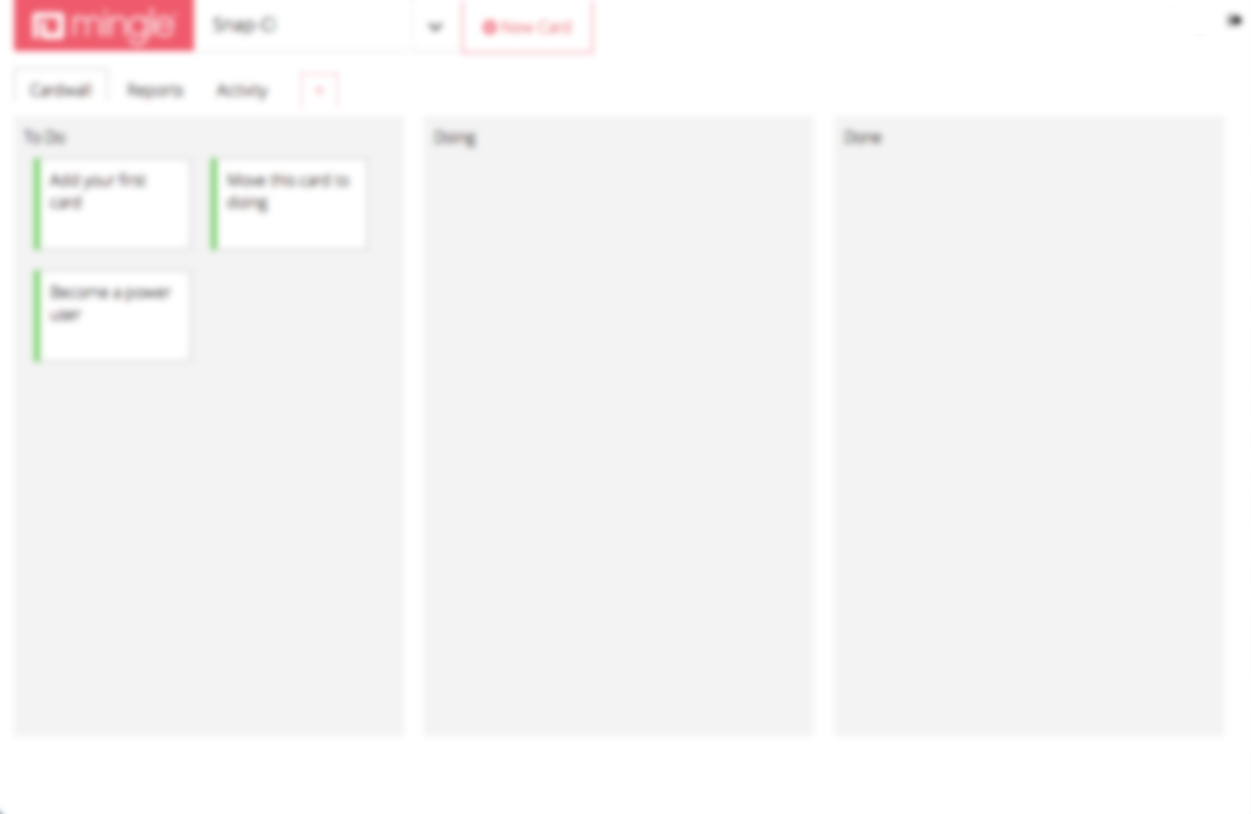 mingle
Snap-CI
New Card
Cardwall
Reports
Activity
+
To Do
Doing
Done
Add your first
card
Move this card to
doing
Become a power
user